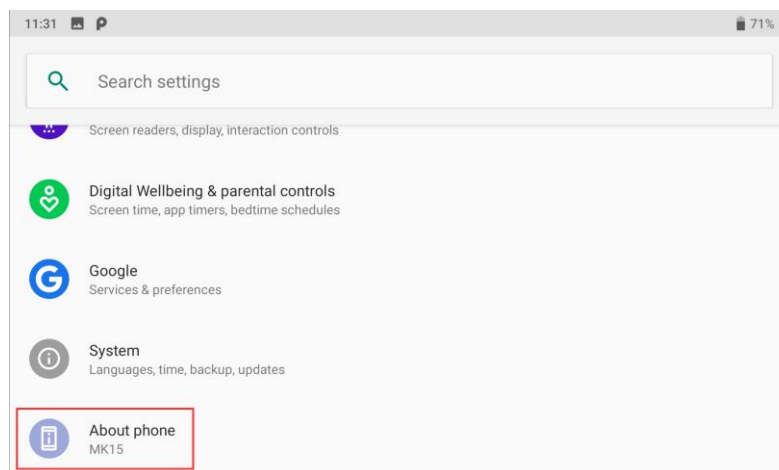 11:31
71%
Search settings
Screen readers, display, interaction controls
Digital Wellbeing & parental controls
Screen time, app timers, bedtime schedules
Google
Services & preferences
System
Languages, time, backup, updates
About phone
MK15